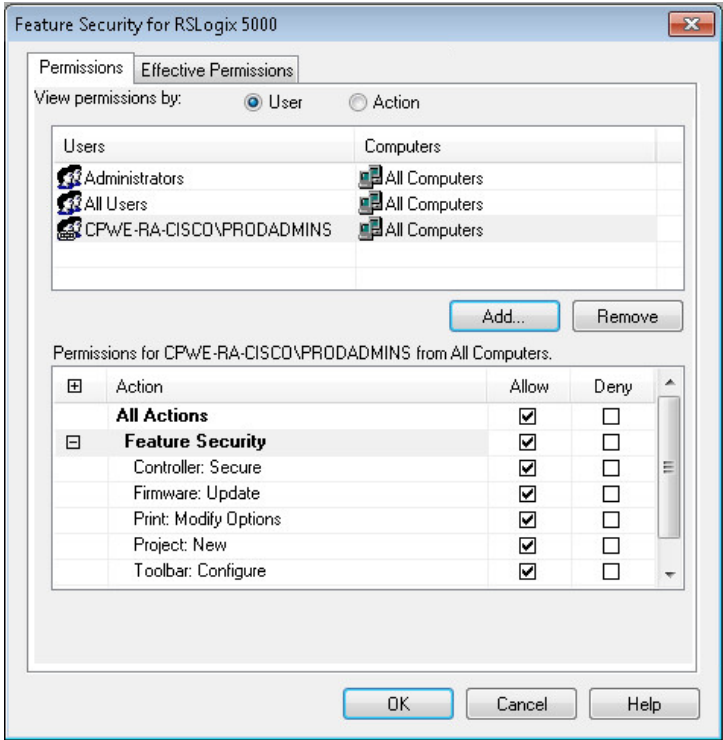 Feature Security for RSLogix 5000
Permissions Effective Permissions
View permissions by: User Action
Users Computers
Administrators All Computers
All Users All Computers
CPWE-RA-CISCO\PRODADMINS All Computers
Add... Remove
Permissions for CPWE-RA-CISCO\PRODADMINS from All Computers.
Action Allow Deny
All Actions
Feature Security
Controller: Secure
Firmware: Update
Print: Modify Options
Project: New
Toolbar: Configure
OK Cancel Help